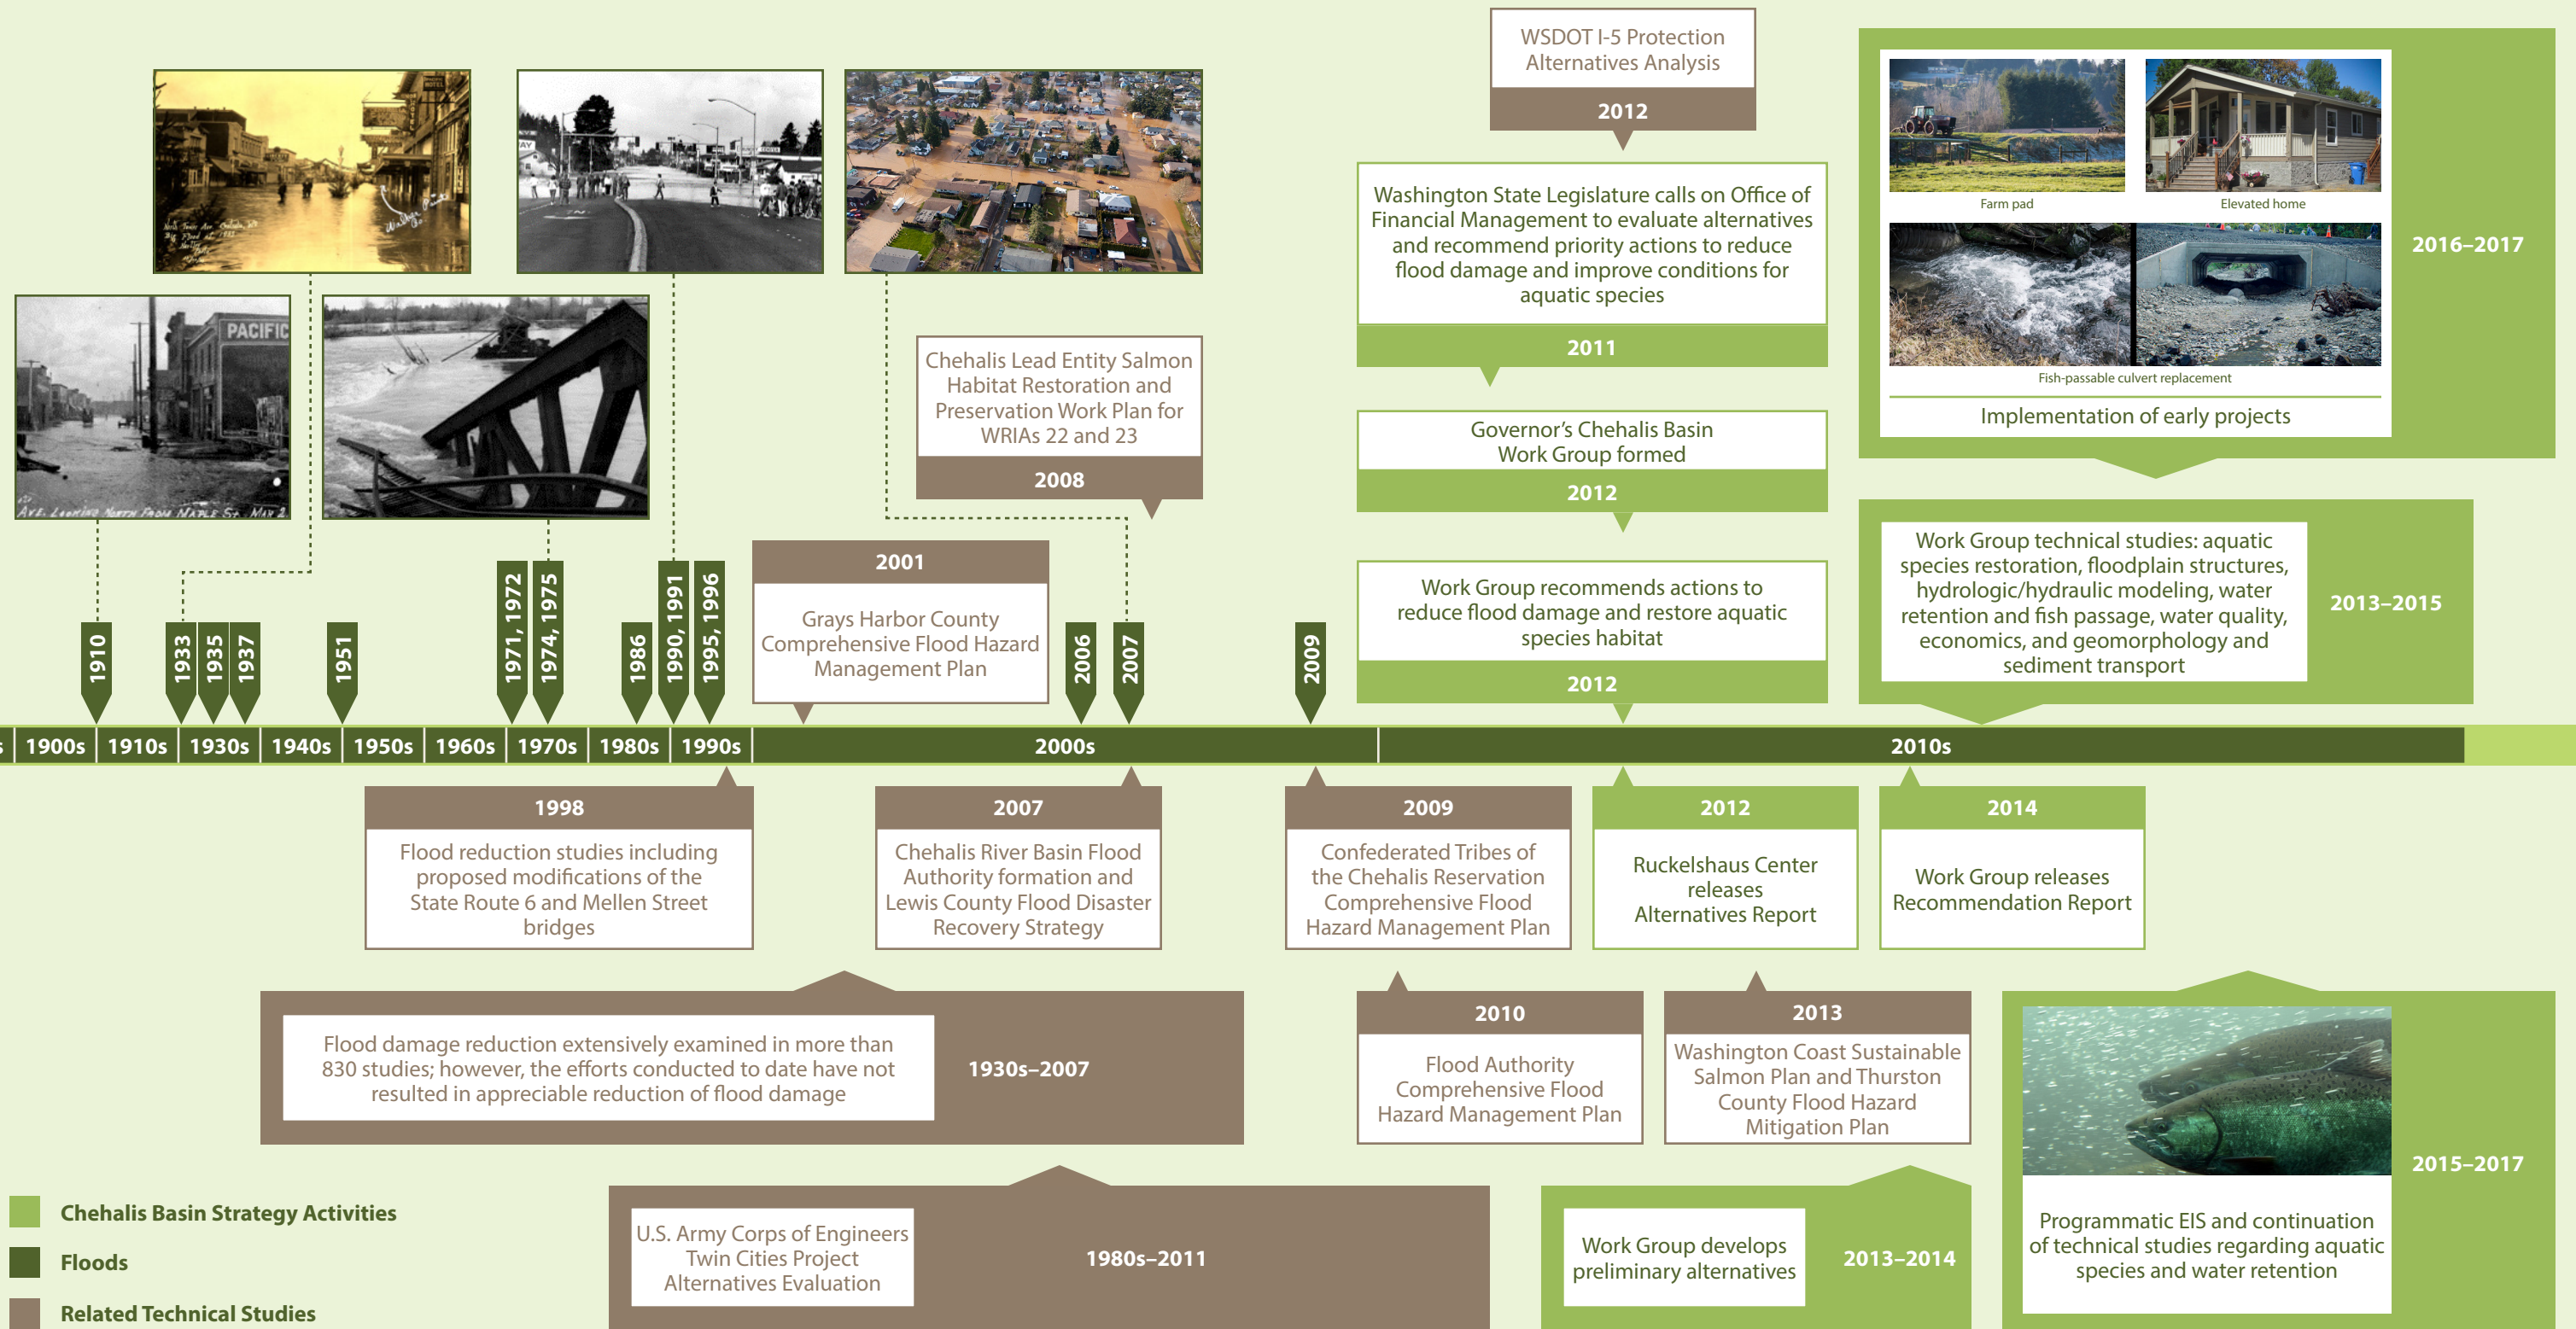 WSDOT I-5 Protection
Alternatives Analysis
2012
Washington State Legislature calls on Office of
Financial Management to evaluate alternatives
and recommend priority actions to reduce
flood damage and improve conditions for
aquatic species
2011
Governor's Chehalis Basin
Work Group formed
2012
Work Group recommends actions to
reduce flood damage and restore aquatic
species habitat
2012
Farm pad
Elevated home
Fish-passable culvert replacement
Implementation of early projects
2016–2017
Work Group technical studies: aquatic
species restoration, floodplain structures,
hydrologic/hydraulic modeling, water
retention and fish passage, water quality,
economics, and geomorphology and
sediment transport
2013–2015
PACIFIC
AVE. LOOKING NORTH FROM MAPLE ST. MAR 2
HOTEL
Chehalis Lead Entity Salmon
Habitat Restoration and
Preservation Work Plan for
WRIAs 22 and 23
2008
2001
Grays Harbor County
Comprehensive Flood Hazard
Management Plan
1910
1933
1935
1937
1951
1971, 1972
1974, 1975
1986
1990, 1991
1995, 1996
2006
2007
2009
s
1900s
1910s
1930s
1940s
1950s
1960s
1970s
1980s
1990s
2000s
2010s
1998
Flood reduction studies including
proposed modifications of the
State Route 6 and Mellen Street
bridges
2007
Chehalis River Basin Flood
Authority formation and
Lewis County Flood Disaster
Recovery Strategy
2009
Confederated Tribes of
the Chehalis Reservation
Comprehensive Flood
Hazard Management Plan
2012
Ruckelshaus Center
releases
Alternatives Report
2014
Work Group releases
Recommendation Report
Flood damage reduction extensively examined in more than
830 studies; however, the efforts conducted to date have not
resulted in appreciable reduction of flood damage
1930s–2007
2010
Flood Authority
Comprehensive Flood
Hazard Management Plan
2013
Washington Coast Sustainable
Salmon Plan and Thurston
County Flood Hazard
Mitigation Plan
U.S. Army Corps of Engineers
Twin Cities Project
Alternatives Evaluation
1980s–2011
Work Group develops
preliminary alternatives
2013–2014
Programmatic EIS and continuation
of technical studies regarding aquatic
species and water retention
2015–2017
Chehalis Basin Strategy Activities
Floods
Related Technical Studies